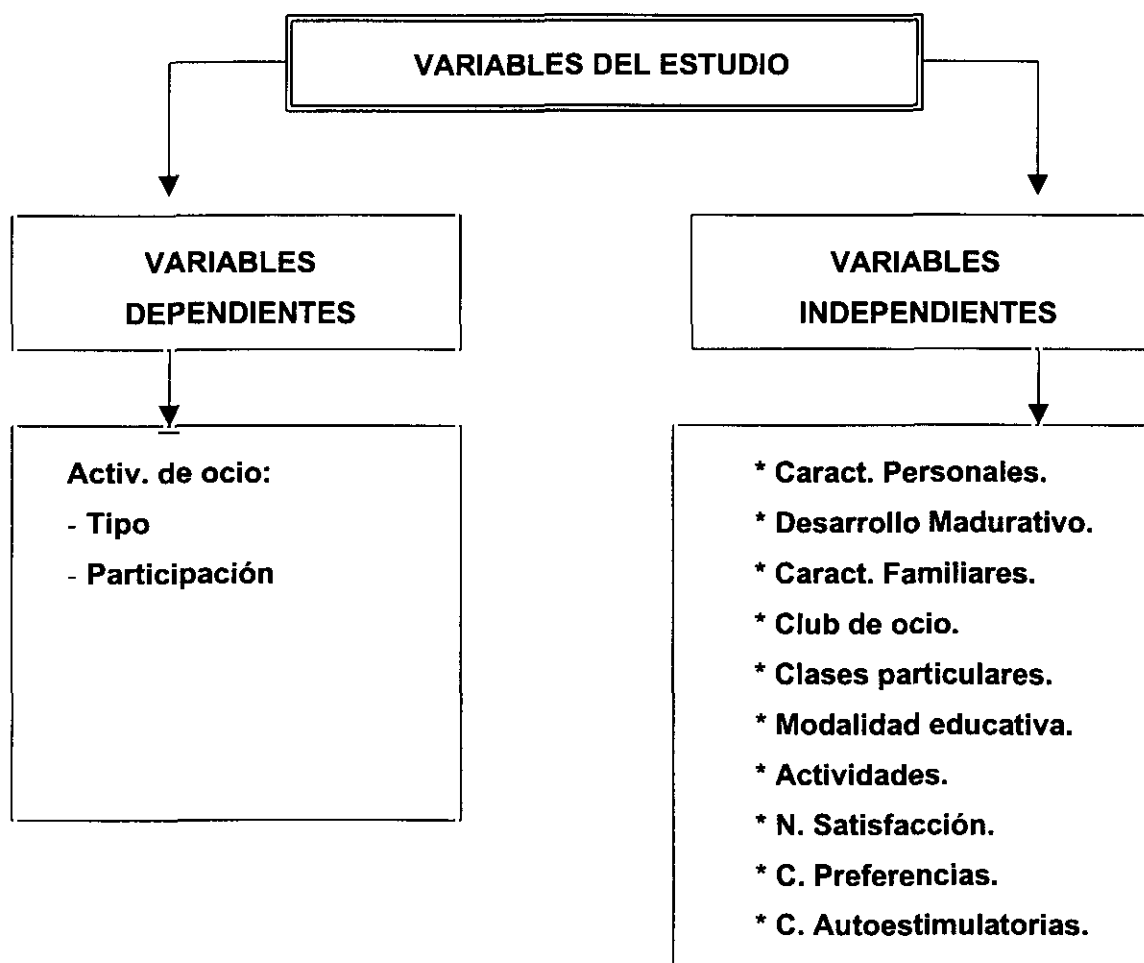 VARIABLES DEL ESTUDIO
VARIABLES
DEPENDIENTES
VARIABLES
INDEPENDIENTES
Activ. de ocio:
- Tipo
- Participación
* Caract. Personales.
* Desarrollo Madurativo.
* Caract. Familiares.
* Club de ocio.
* Clases particulares.
* Modalidad educativa.
* Actividades.
* N. Satisfacción.
* C. Preferencias.
* C. Autoestimulatorias.